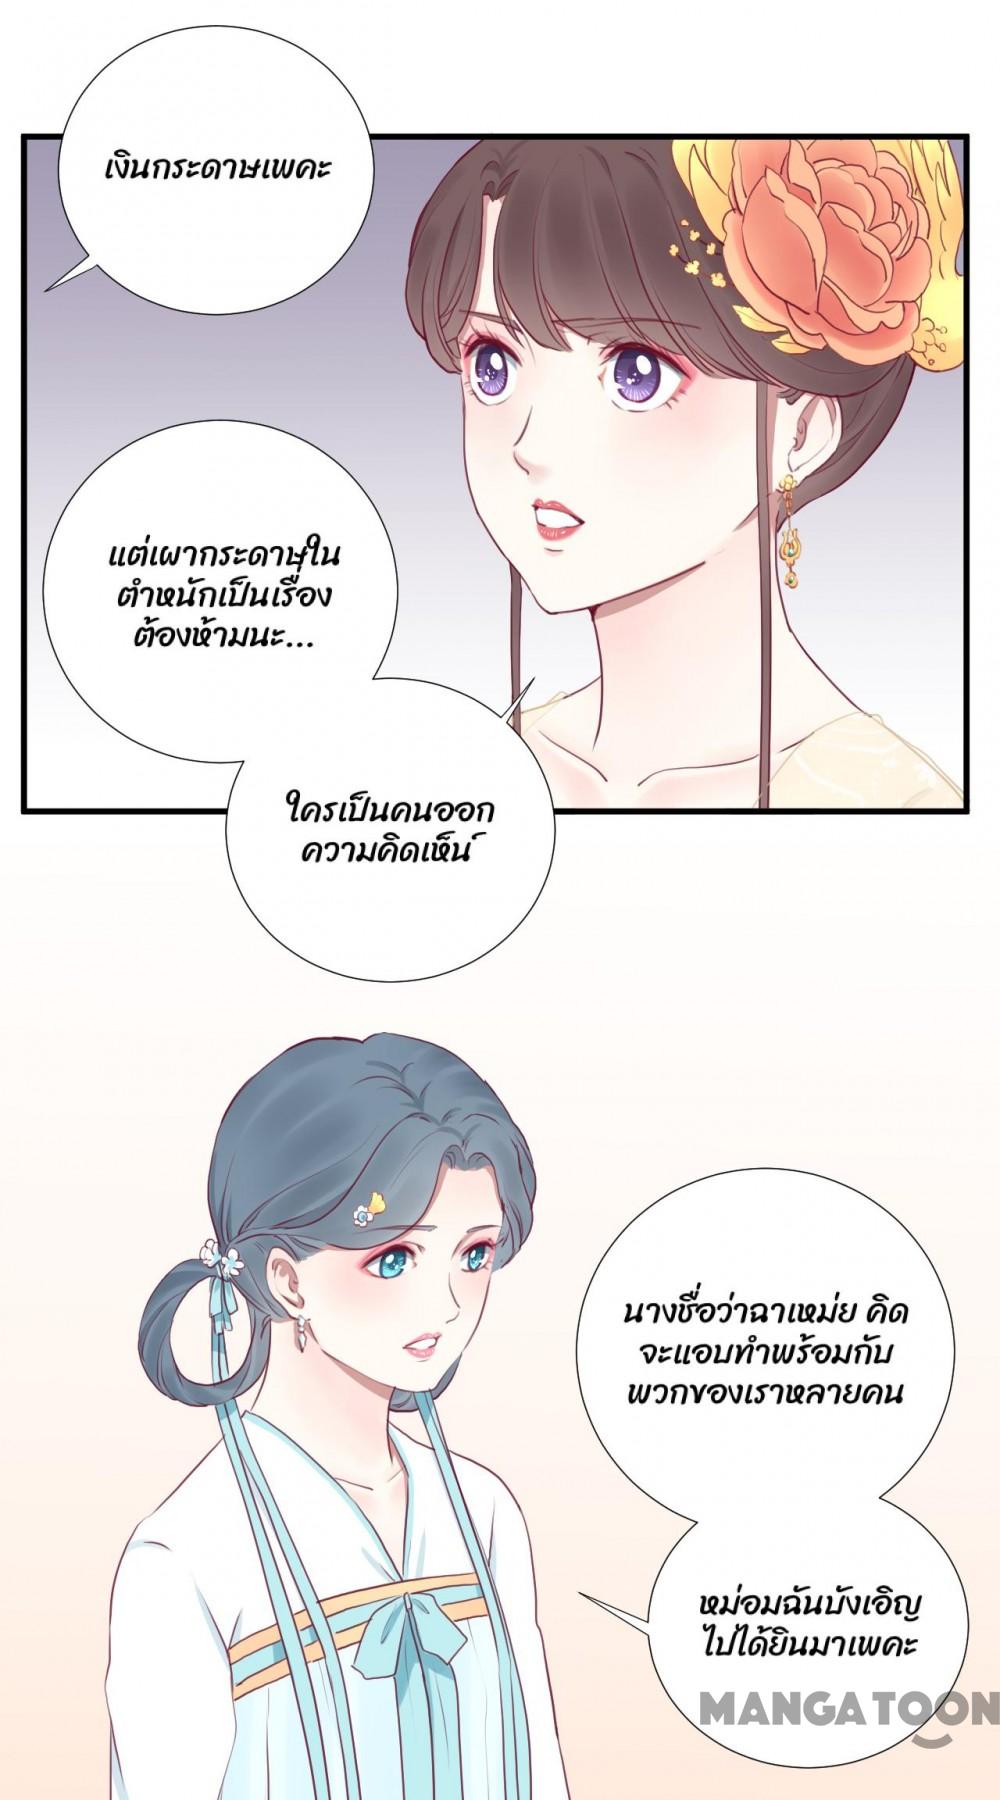 เงินกระดาษเพคะ
แต่เผากระดาษใน
ตำหนักเป็นเรื่อง
ต้องห้ามนะ...
ใครเป็นคนออก
ความคิดเห็น
นางชื่อว่าฉาเหม่ย คิด
จะแอบทำพร้อมกับ
พวกของเราหลายคน
หม่อมฉันบังเอิญ
ไปได้ยินมาเพคะ
MANGATOON